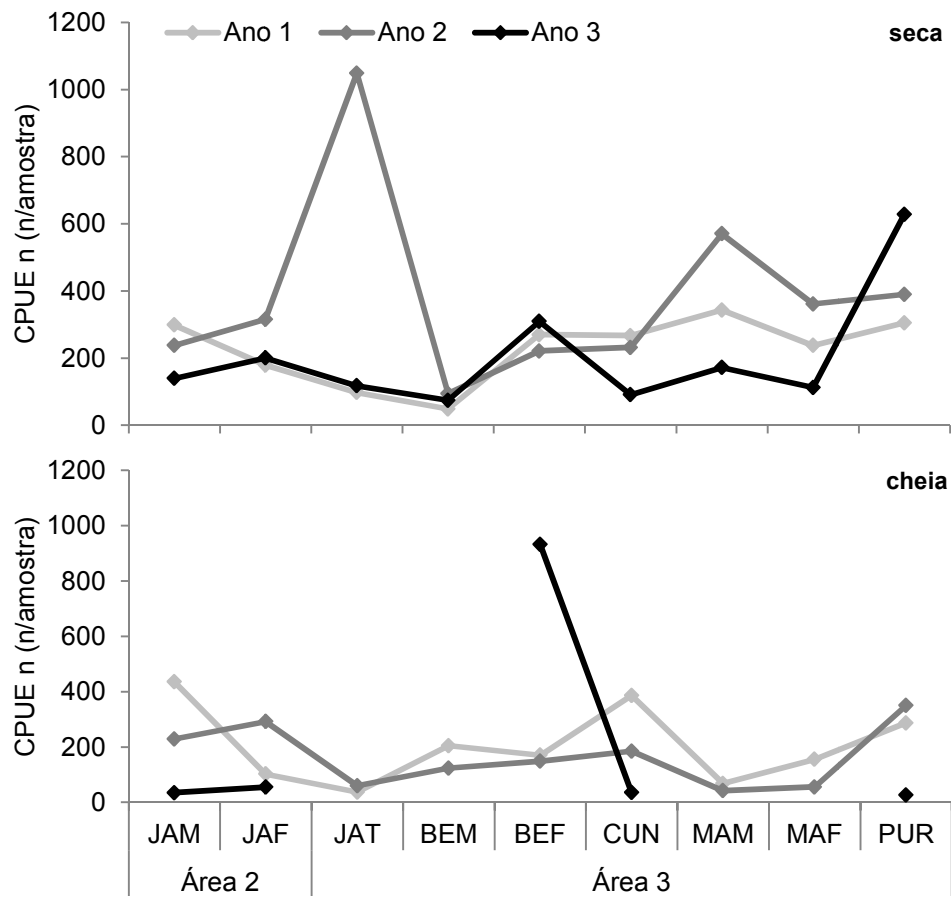 Ano 1 Ano 2 Ano 3 seca
CPUE n (n/amostra)
1200
1000
800
600
400
200
0
cheia
CPUE n (n/amostra)
1200
1000
800
600
400
200
0
JAM JAF JAT BEM BEF CUN MAM MAF PUR
Área 2 Área 3